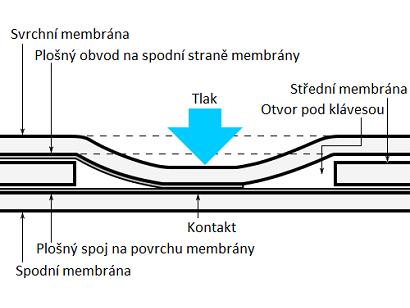 Svrchní membrána
Plošný obvod na spodní straně membrány
Tlak
Střední membrána
Otvor pod klávesou
Kontakt
Plošný spoj na povrchu membrány
Spodní membrána